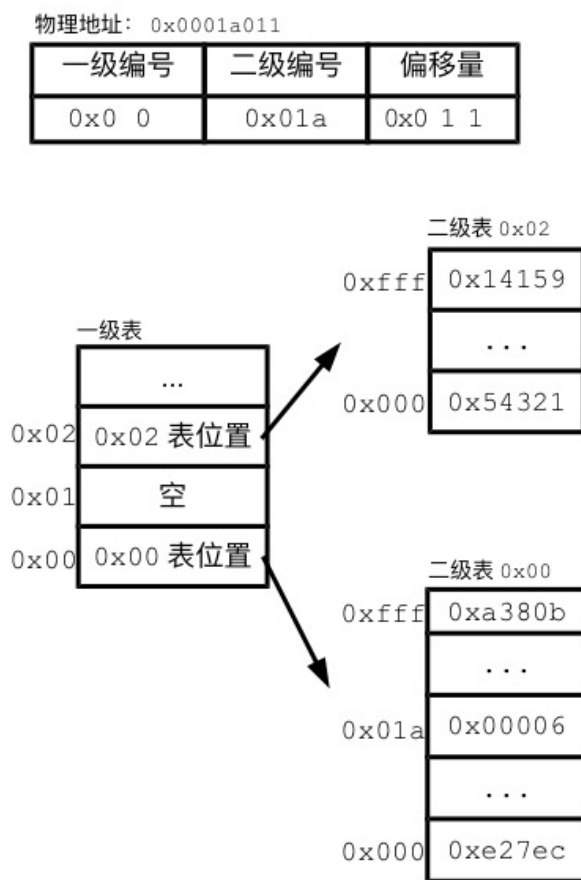 物理地址：0x0001a011
一级编号 二级编号 偏移量
0x0 0 0x01a 0x0 1 1
二级表 0x02
0xfff 0x14159
...
0x000 0x54321
一级表
...
0x02 0x02 表位置
0x01 空
0x00 0x00 表位置
二级表 0x00
0xfff 0xa380b
...
0x01a 0x00006
...
0x000 0xe27ec